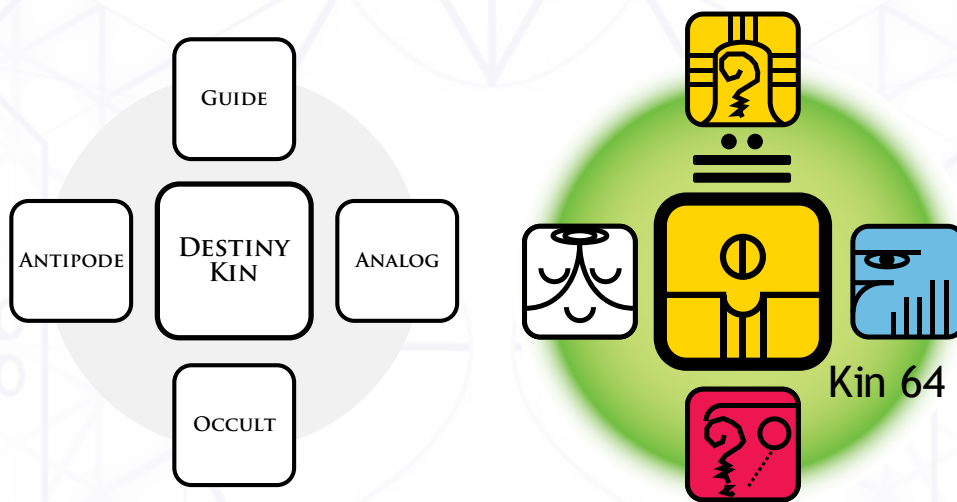 GUIDE
ANTIPODE
DESTINY
KIN
ANALOG
OCCULT
Kin 64